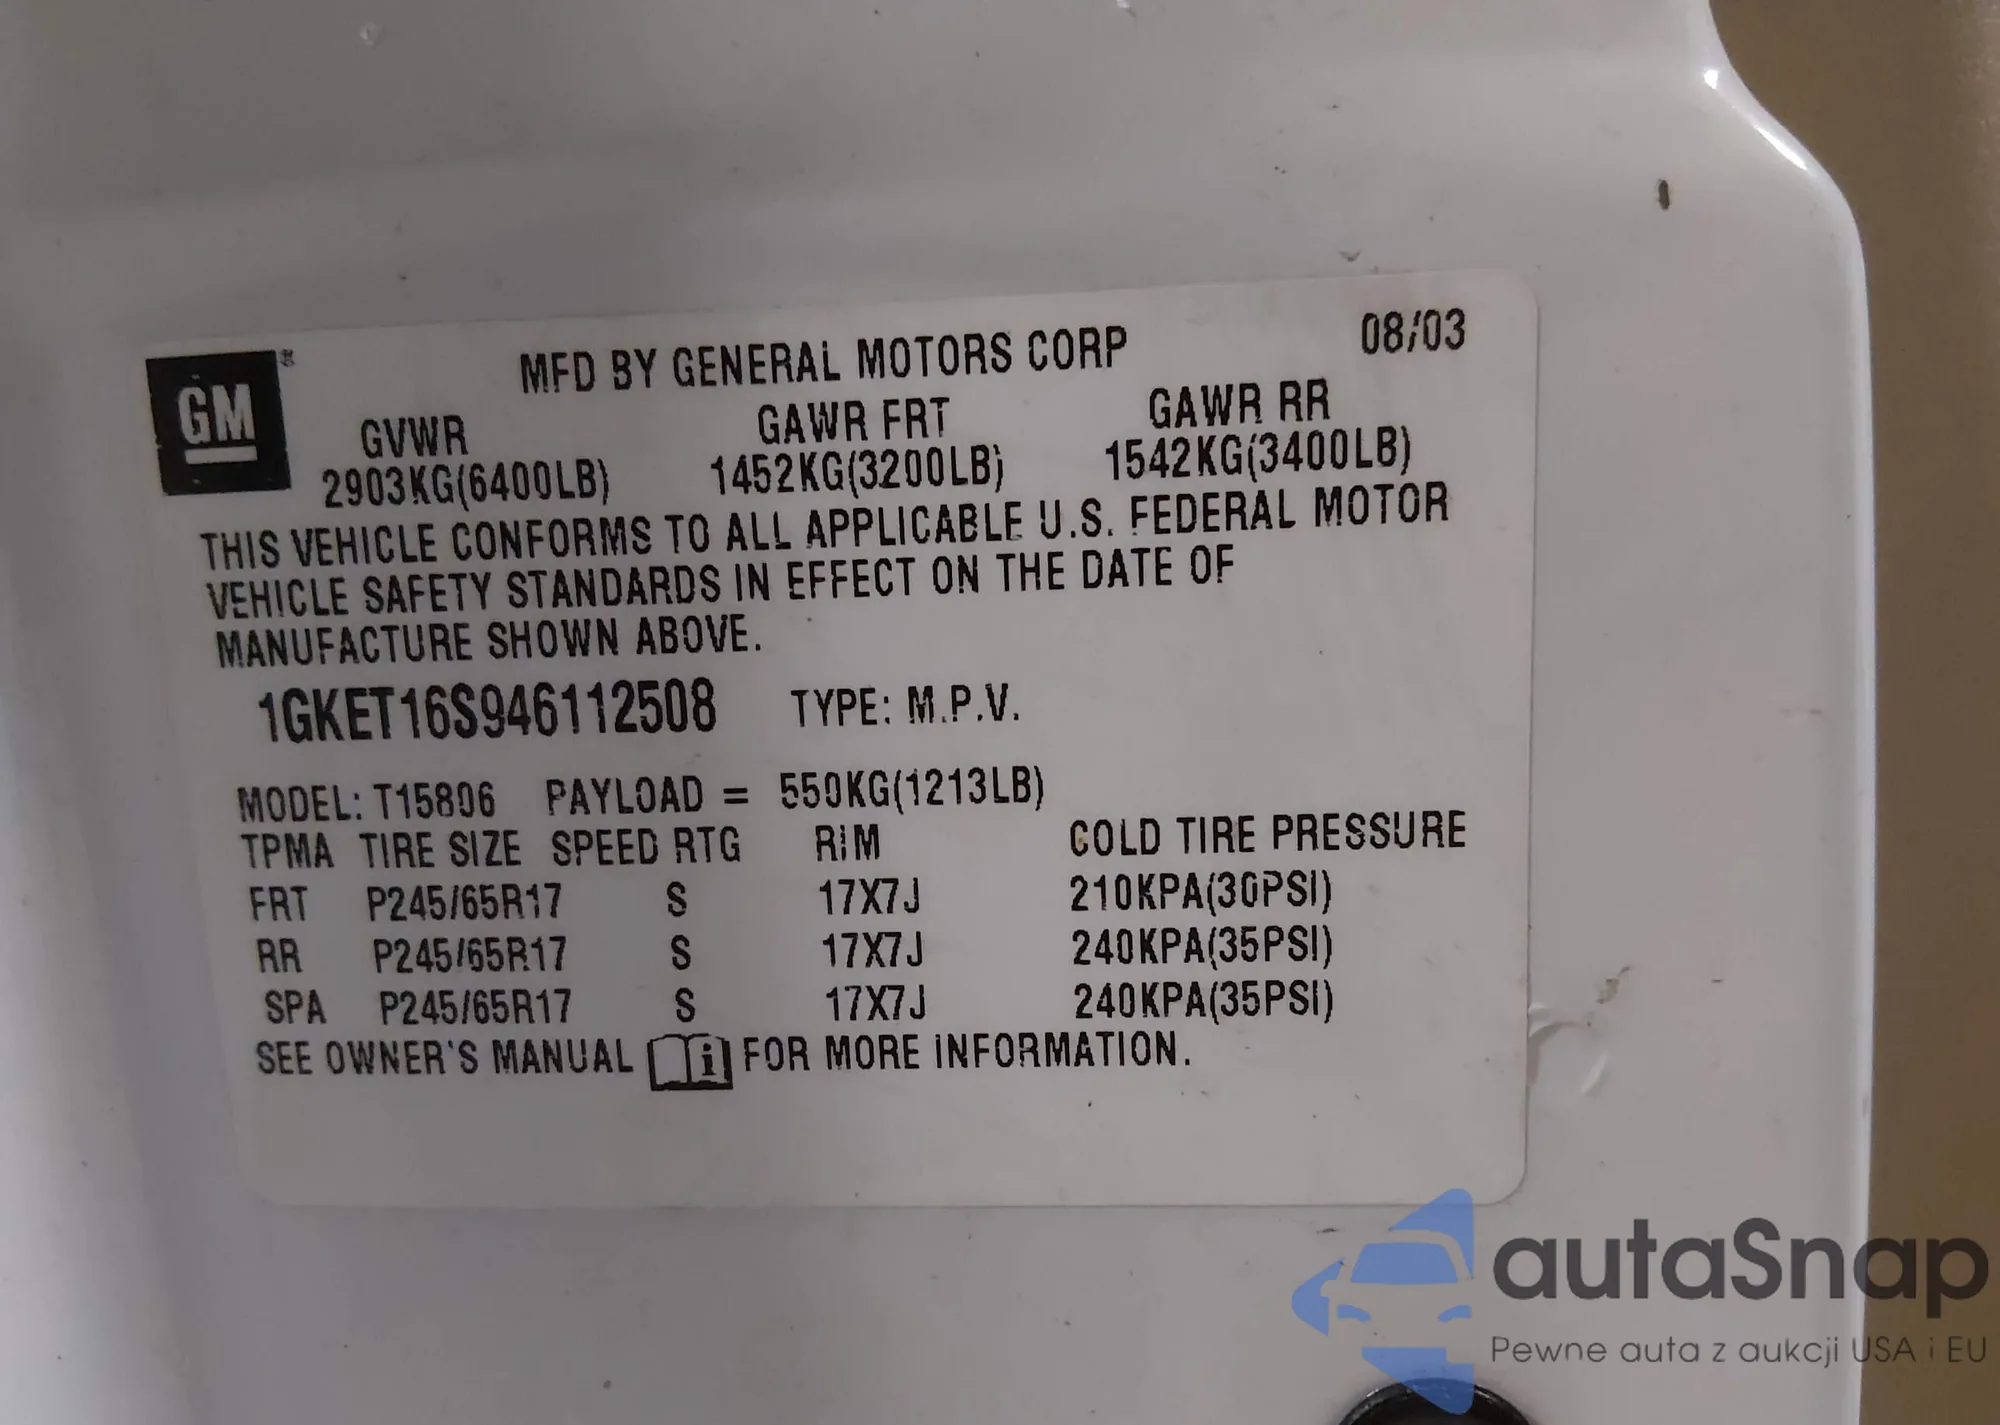 GM®
MFD BY GENERAL MOTORS CORP 08/03
GVWR GAWR FRT GAWR RR
2903KG(6400LB) 1452KG(3200LB) 1542KG(3400LB)
THIS VEHICLE CONFORMS TO ALL APPLICABLE U.S. FEDERAL MOTOR
VEHICLE SAFETY STANDARDS IN EFFECT ON THE DATE OF
MANUFACTURE SHOWN ABOVE.
1GKET16S946112508 TYPE: M.P.V.
MODEL: T15806 PAYLOAD = 550KG(1213LB)
TPMA TIRE SIZE SPEED RTG RIM COLD TIRE PRESSURE
FRT P245/65R17 S 17X7J 210KPA(30PSI)
RR P245/65R17 S 17X7J 240KPA(35PSI)
SPA P245/65R17 S 17X7J 240KPA(35PSI)
SEE OWNER'S MANUAL i FOR MORE INFORMATION.
autaSnap
Pewne auta z aukcji USA i EU